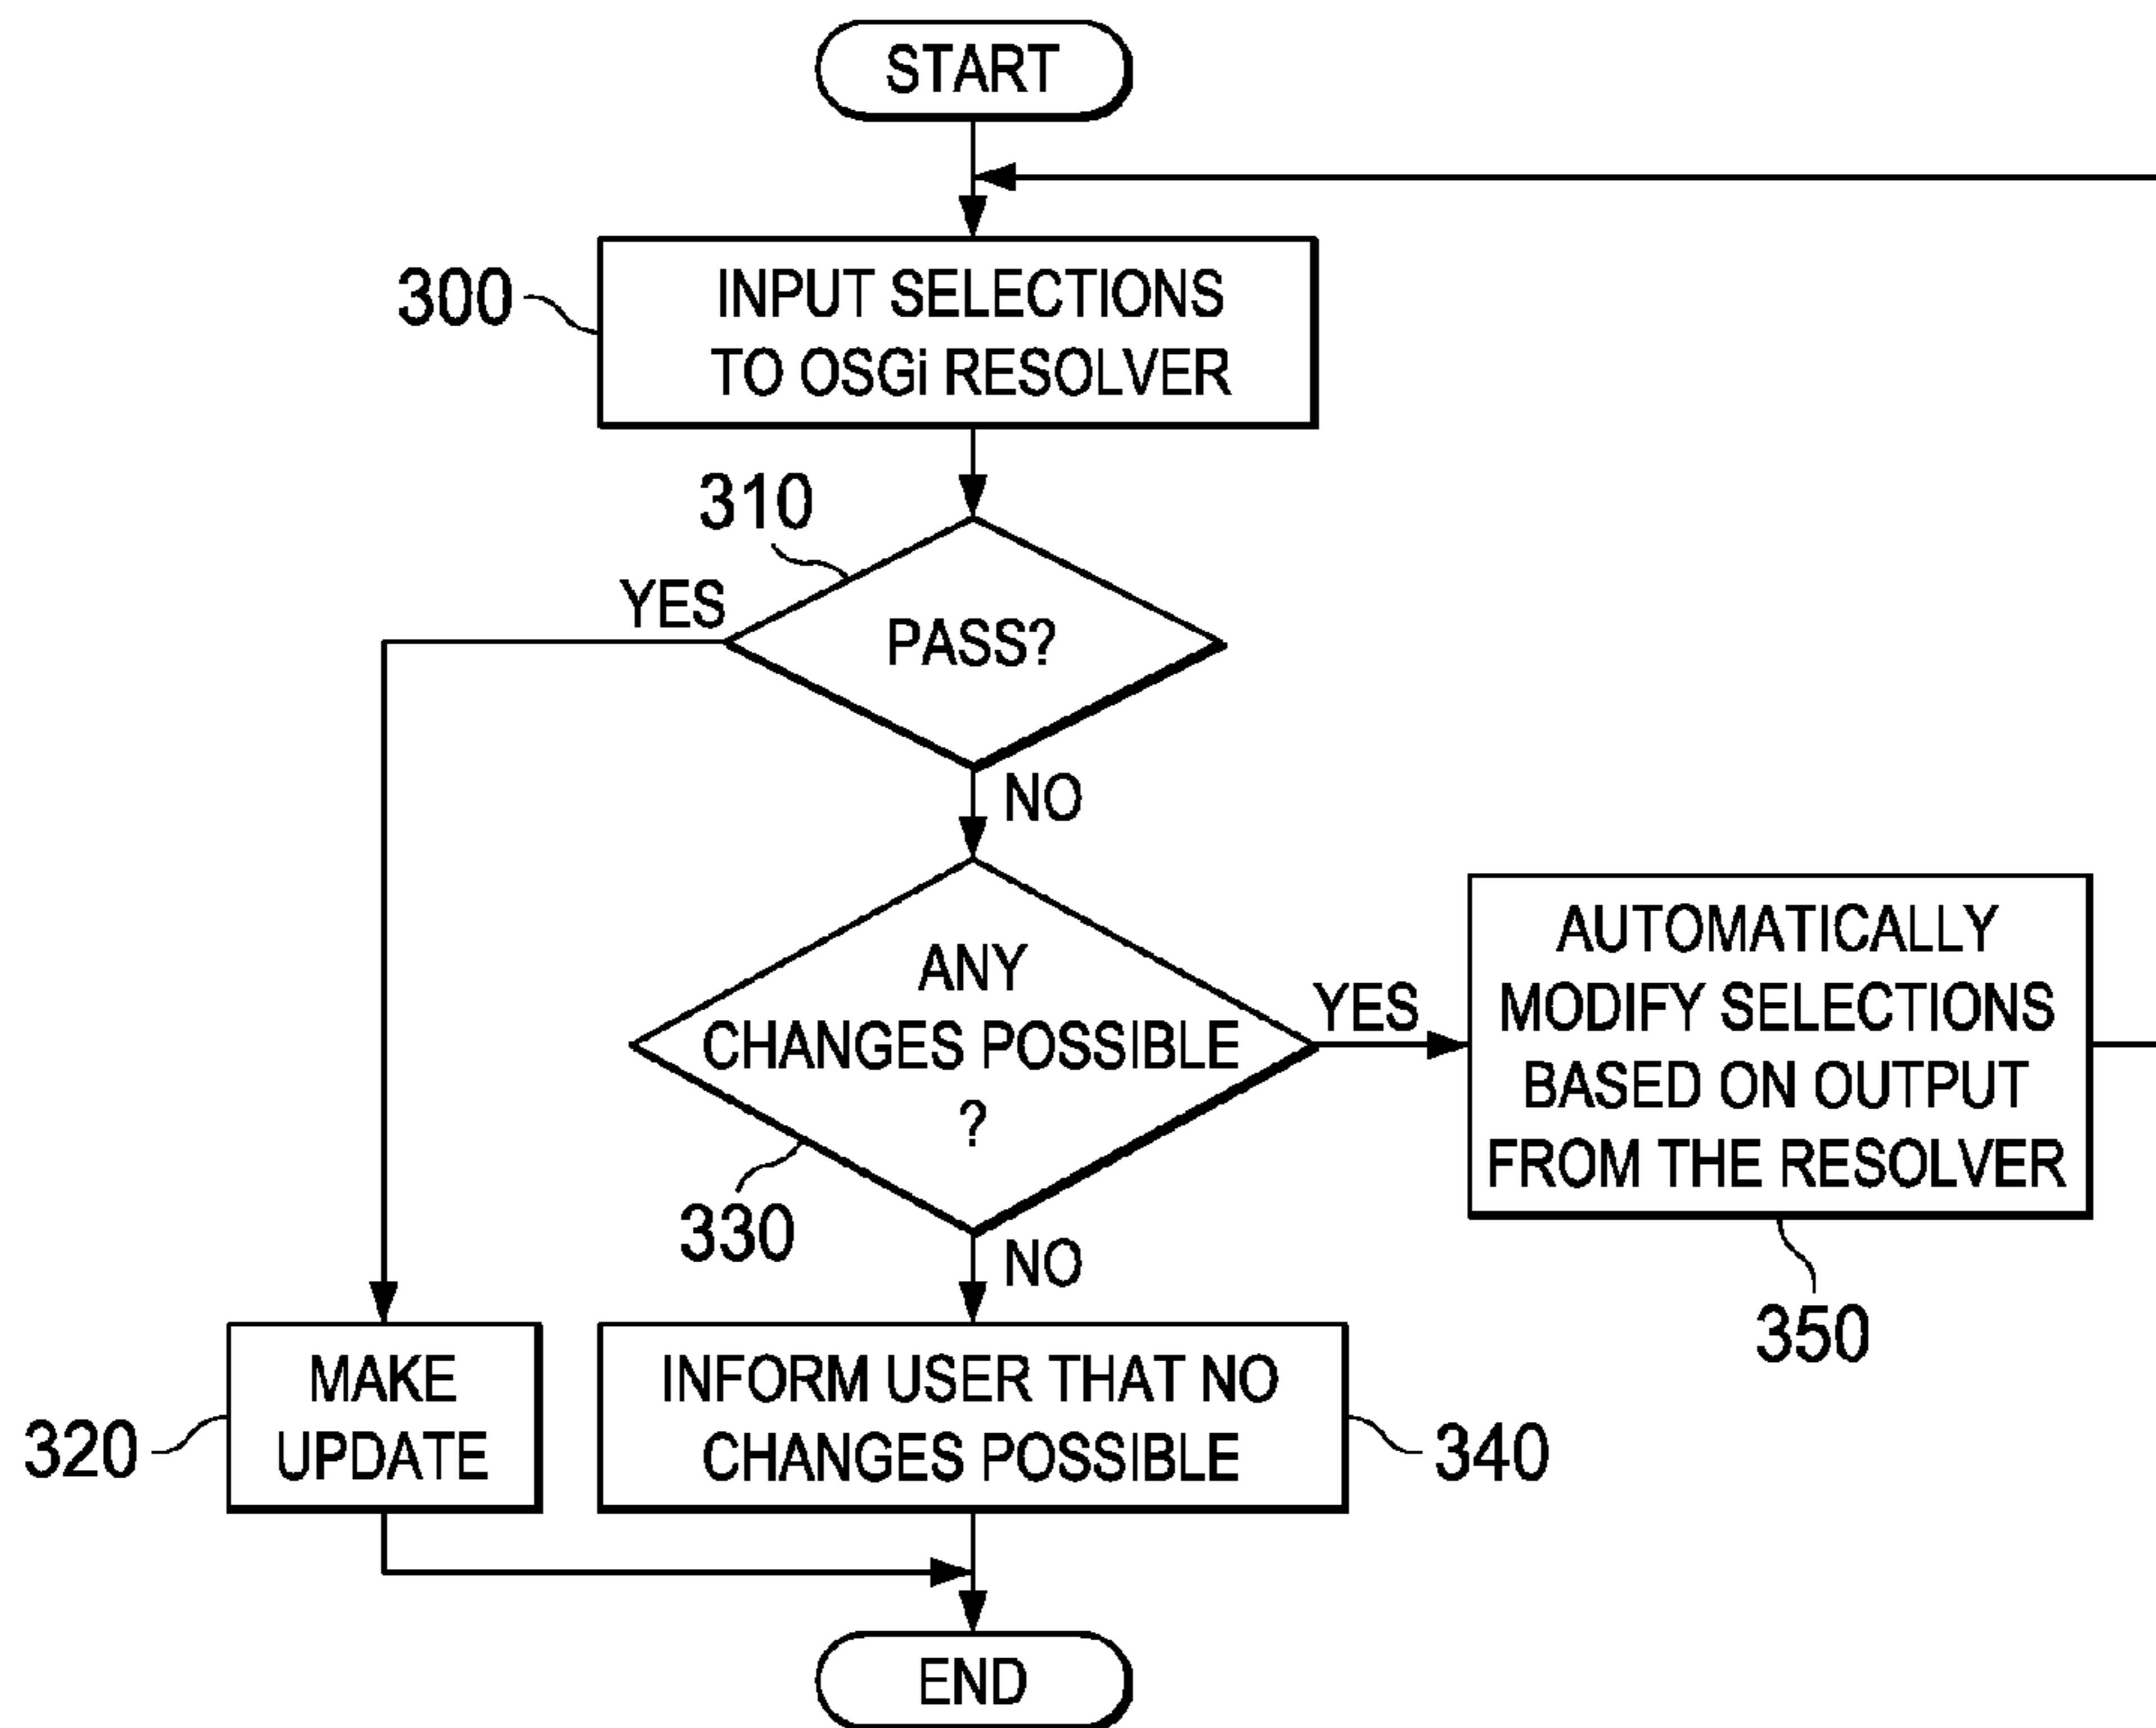 START
300
INPUT SELECTIONS
TO OSGi RESOLVER
310
YES
PASS?
NO
ANY
CHANGES POSSIBLE
?
YES
330
NO
AUTOMATICALLY
MODIFY SELECTIONS
BASED ON OUTPUT
FROM THE RESOLVER
350
320
MAKE
UPDATE
INFORM USER THAT NO
CHANGES POSSIBLE
340
END